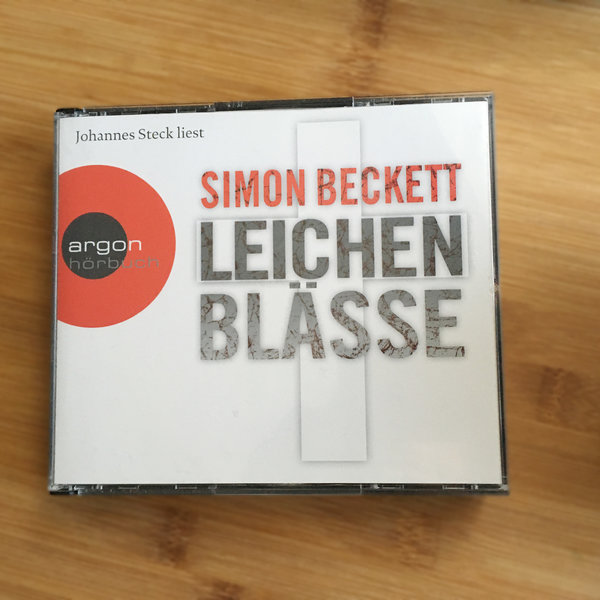 Johannes Steck liest
SIMON BECKETT
LEICHEN
BLÄSSE
argon
hörbuch